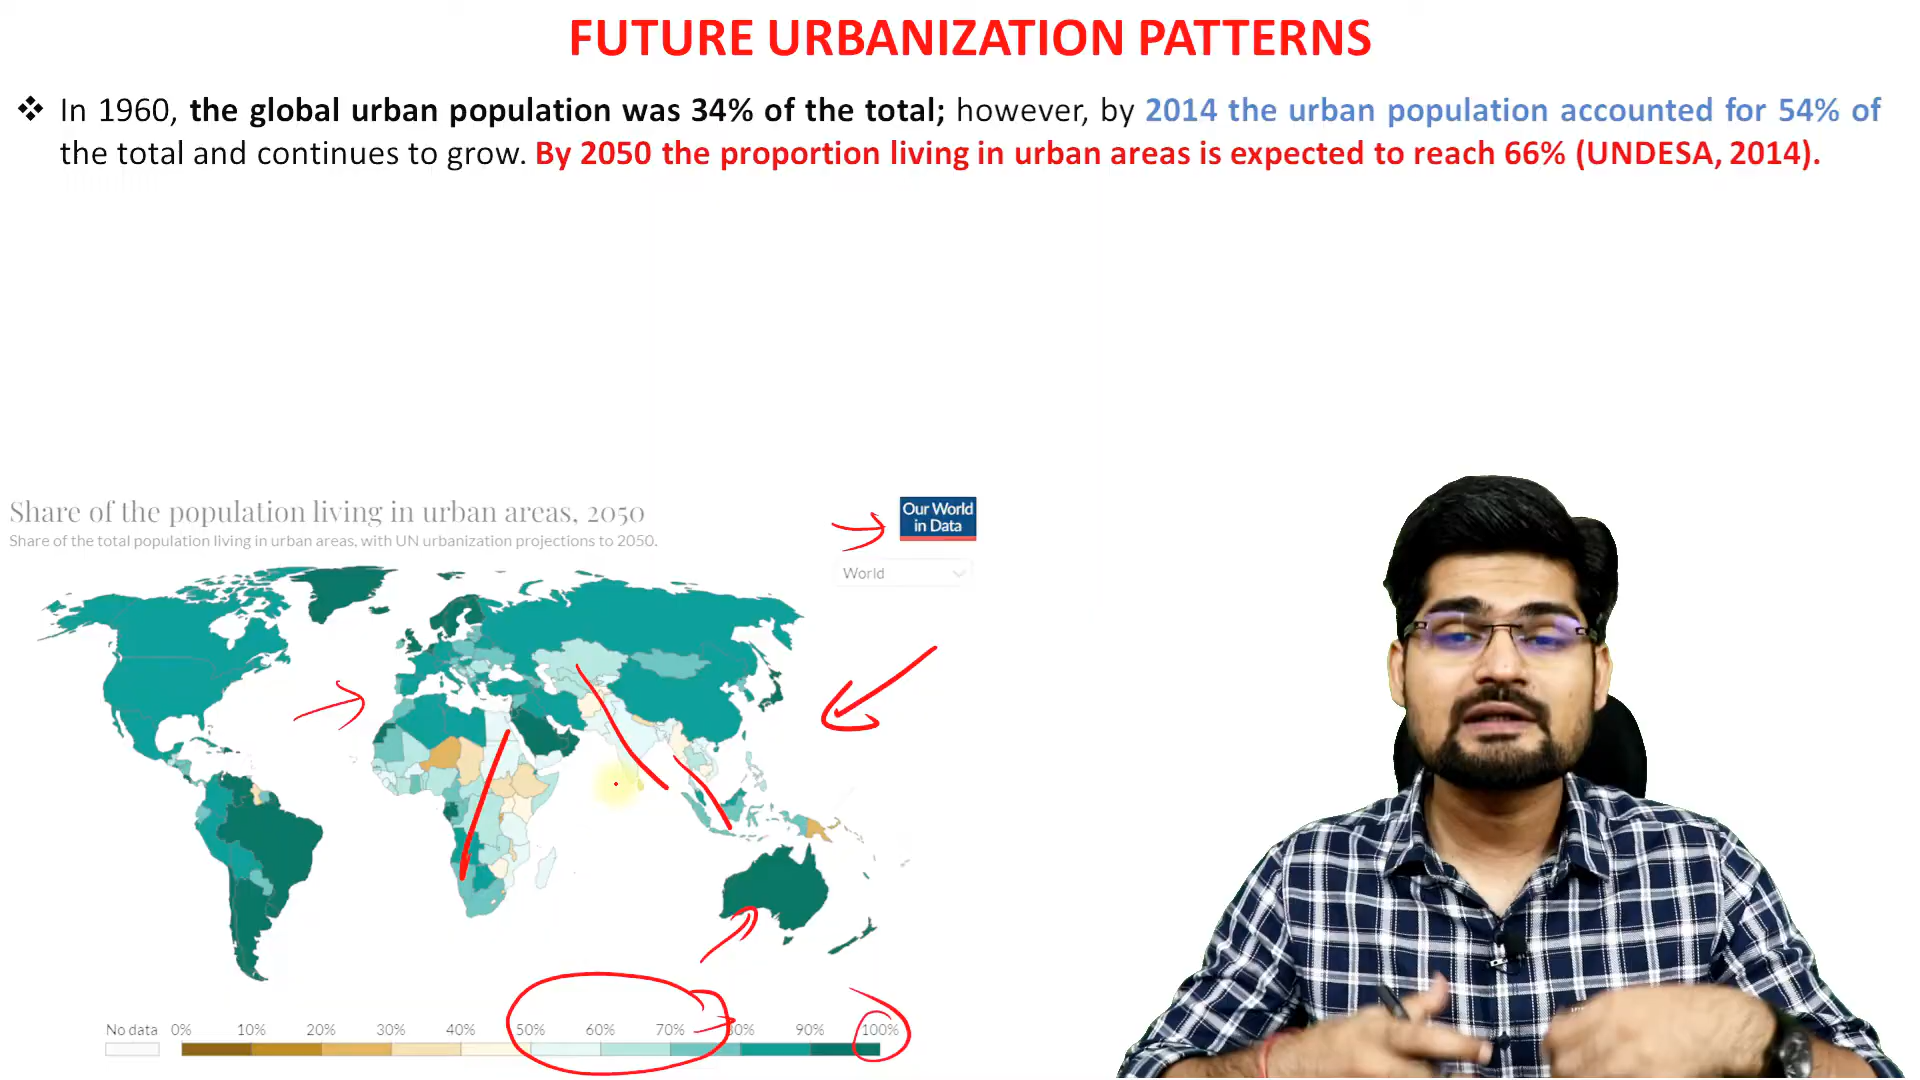 FUTURE URBANIZATION PATTERNS
❖ In 1960, the global urban population was 34% of the total; however, by 2014 the urban population accounted for 54% of
the total and continues to grow. By 2050 the proportion living in urban areas is expected to reach 66% (UNDESA, 2014).
Share of the population living in urban areas, 2050
Share of the total population living in urban areas, with UN urbanization projections to 2050.
Our World
in Data
World
No data 0% 10% 20% 30% 40% 50% 60% 70% 80% 90% 100%